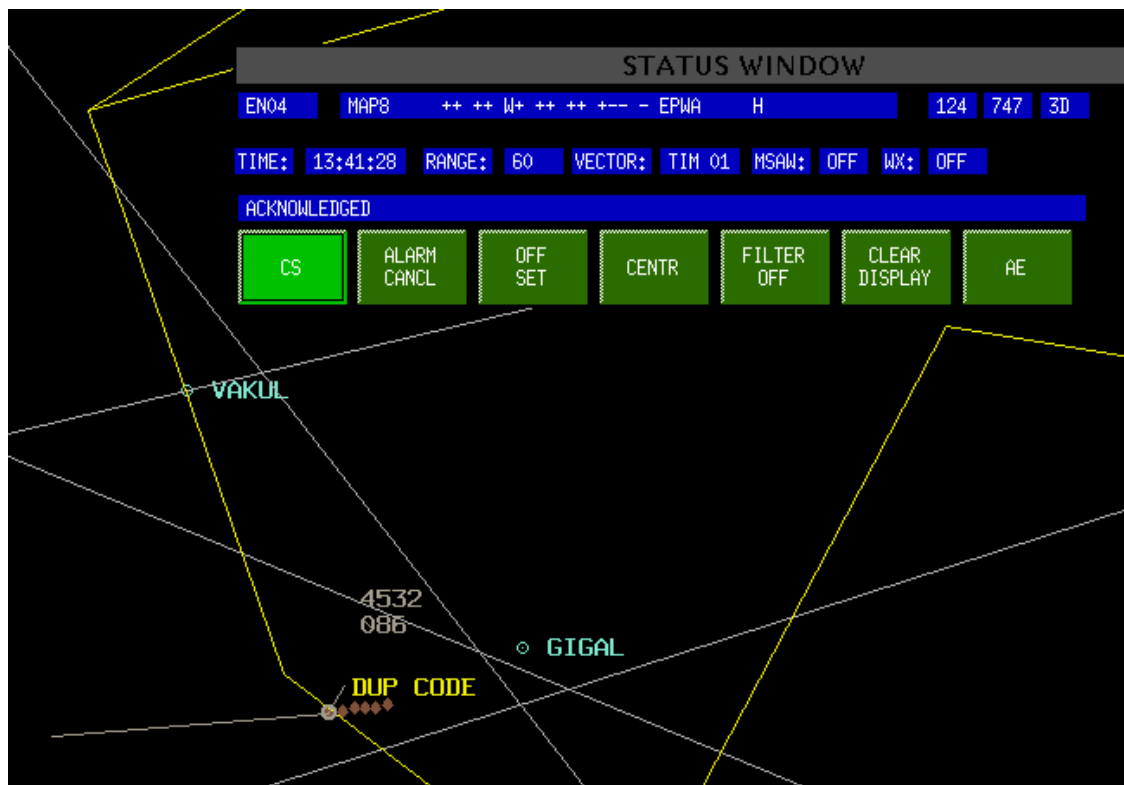 STATUS WINDOW
EN04 MAP8 ++ ++ W+ ++ ++ +-- - EPWA H 124 747 3D
TIME: 13:41:28 RANGE: 60 VECTOR: TIM 01 MSAW: OFF WX: OFF
ACKNOWLEDGED
CS
ALARM
CANCL
OFF
SET
CENTR
FILTER
OFF
CLEAR
DISPLAY
AE
VAKUL
4532
086
GIGAL
DUP CODE